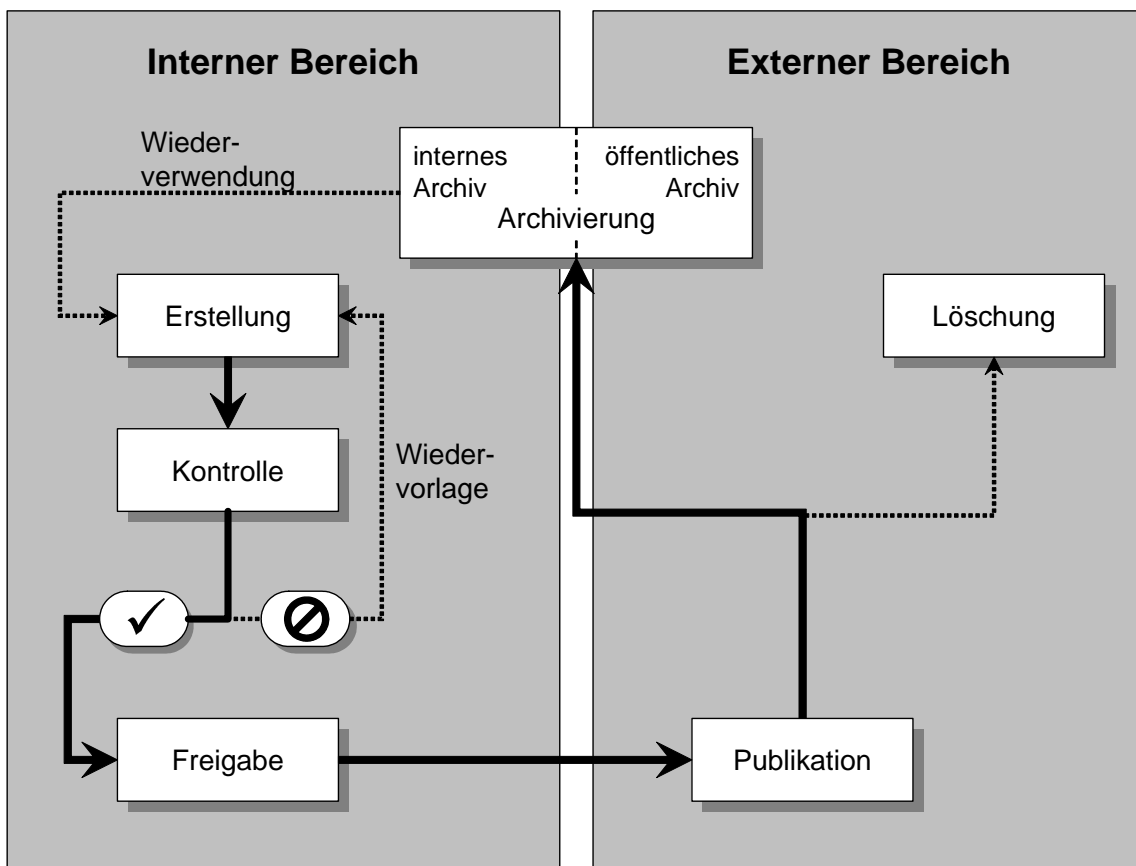 Interner Bereich
Externer Bereich
Wieder-
verwendung
internes
Archiv
öffentliches
Archiv
Archivierung
Erstellung
Löschung
Kontrolle
Wieder-
vorlage
Freigabe
Publikation